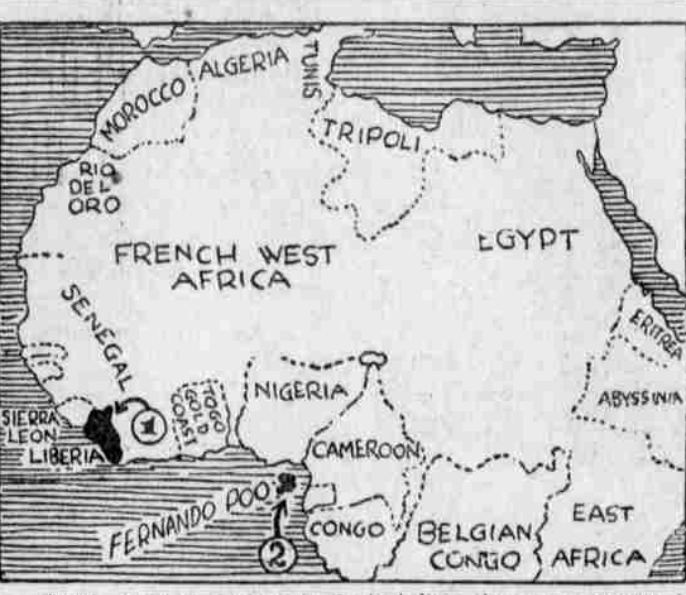 MOROCCO
ALGERIA
TUNIS
TRIPOLI
RIO
DEL
ORO
FRENCH WEST
AFRICA
EGYPT
SENEGAL
ERITREA
ABYSSINIA
SIERRA
LEON
LIBERIA
1
GOLD
COAST
TOGO
NIGERIA
CAMEROON
FERNANDO POO
2
CONGO
BELGIAN
CONGO
EAST
AFRICA